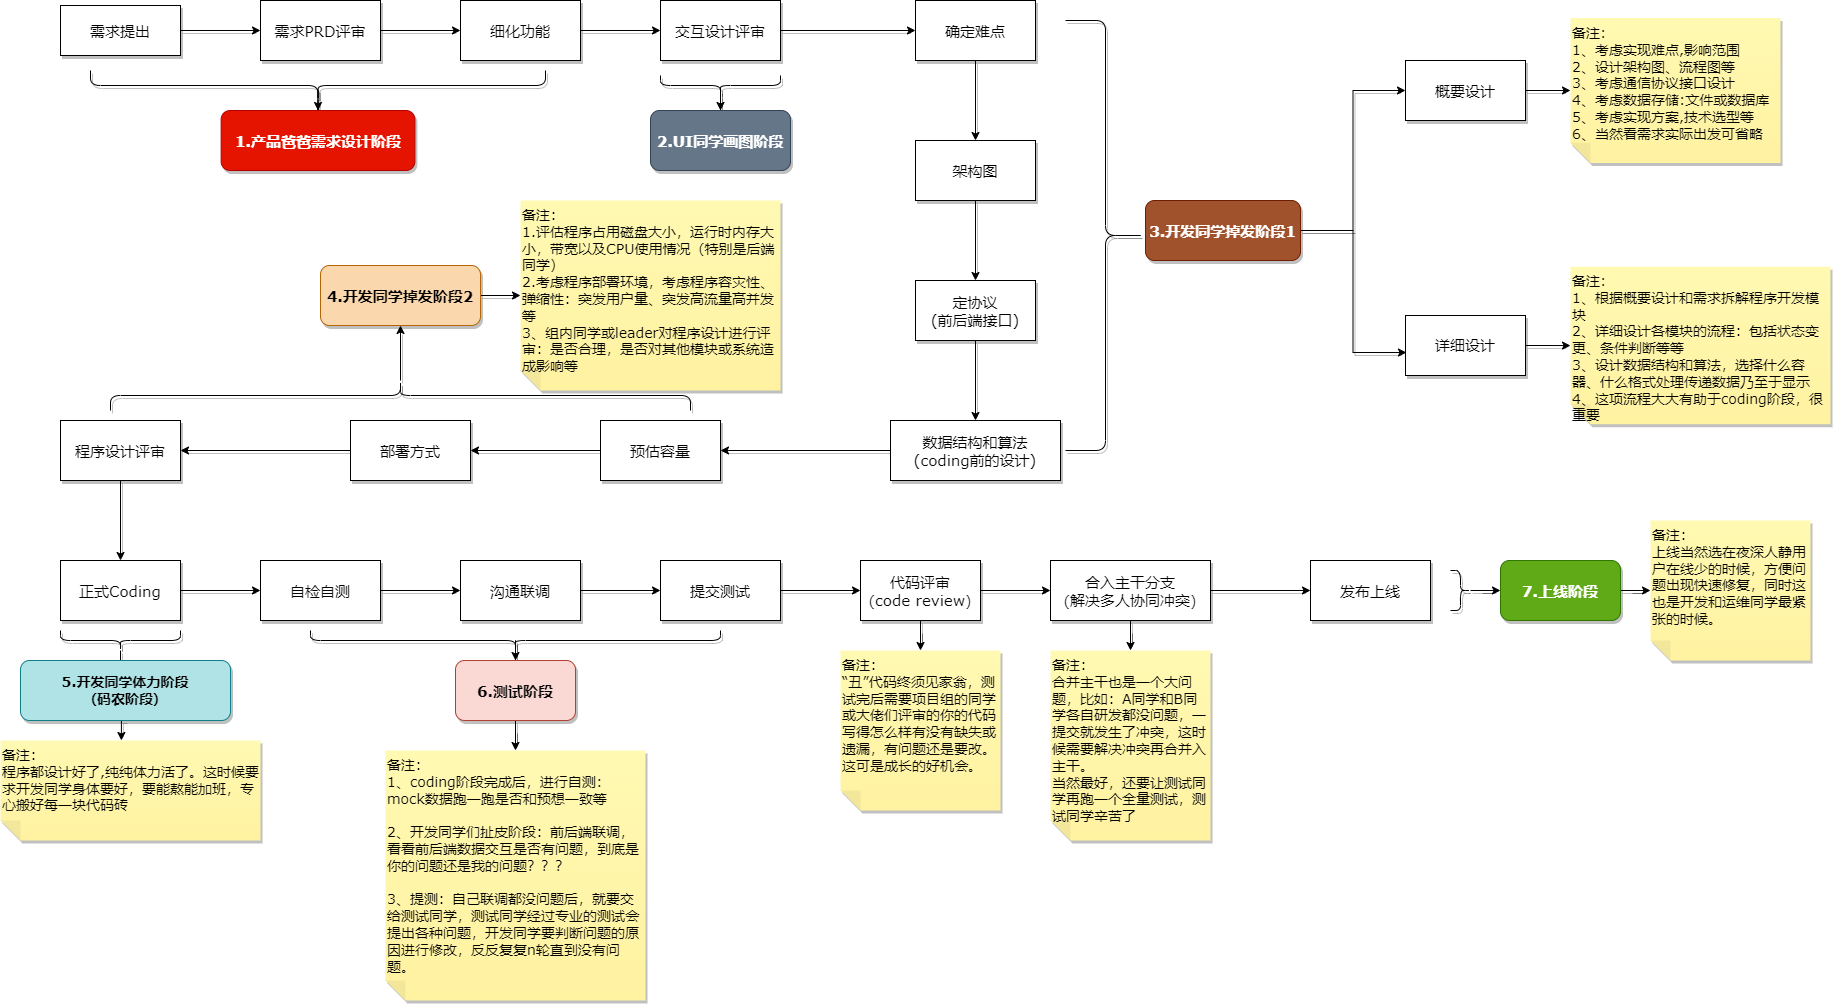 需求提出
需求PRD评审
细化功能
交互设计评审
确定难点
1.产品爸爸需求设计阶段
2.UI同学画图阶段
概要设计
备注：
1、考虑实现难点,影响范围
2、设计架构图、流程图等
3、考虑通信协议接口设计
4、考虑数据存储:文件或数据库
5、考虑实现方案,技术选型等
6、当然看需求实际出发可省略
架构图
3.开发同学掉发阶段1
备注：
1.评估程序占用磁盘大小，运行时内存大
小，带宽以及CPU使用情况（特别是后端
同学）
2.考虑程序部署环境，考虑程序容灾性、
弹缩性：突发用户量、突发高流量高并发
等
3、组内同学或leader对程序设计进行评
审：是否合理，是否对其他模块或系统造
成影响等
4.开发同学掉发阶段2
定协议
(前后端接口)
详细设计
备注：
1、根据概要设计和需求拆解程序开发模
块
2、详细设计各模块的流程：包括状态变
更、条件判断等等
3、设计数据结构和算法，选择什么容
器、什么格式处理传递数据乃至于显示
4、这项流程大大有助于coding阶段，很
重要
程序设计评审
部署方式
预估容量
数据结构和算法
(coding前的设计)
正式Coding
自检自测
沟通联调
提交测试
代码评审
(code review)
合入主干分支
(解决多人协同冲突)
发布上线
7.上线阶段
备注：
上线当然选在夜深人静用
户在线少的时候，方便问
题出现快速修复，同时这
也是开发和运维同学最紧
张的时候。
5.开发同学体力阶段
(码农阶段)
6.测试阶段
备注：
程序都设计好了,纯纯体力活了。这时候要
求开发同学身体要好，要能熬能加班，专
心搬好每一块代码砖
备注：
1、coding阶段完成后，进行自测：
mock数据跑一跑是否和预想一致等
2、开发同学们扯皮阶段：前后端联调，
看看前后端数据交互是否有问题，到底是
你的问题还是我的问题？？？
3、提测：自己联调都没问题后，就要交
给测试同学，测试同学经过专业的测试会
提出各种问题，开发同学要判断问题的原
因进行修改，反反复复n轮直到没有问
题。
备注：
“丑”代码终须见家翁，测
试完后需要项目组的同学
或大佬们评审的你的代码
写得怎么样有没有缺失或
遗漏，有问题还是要改。
这可是成长的好机会。
备注：
合并主干也是一个大问
题，比如：A同学和B同
学各自研发都没问题，一
提交就发生了冲突，这时
候需要解决冲突再合并入
主干。
当然最好，还要让测试同
学再跑一个全量测试，测
试同学辛苦了